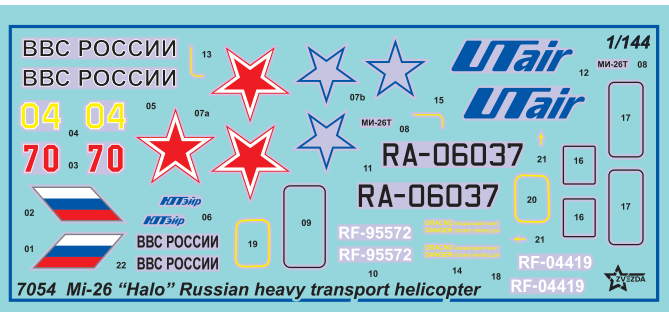 ВВС РОССИИ
ВВС РОССИИ
13
07b
UTair
1/144
12
МИ-26Т
08
04
04
05
07a
МИ-26Т
08
15
UTair
17
04
70
70
03
11
RA-06037
21
16
RA-06037
02
ЮТэйр
ЮТэйр
06
09
20
16
17
01
22
ВВС РОССИИ
ВВС РОССИИ
19
RF-95572
RF-95572
21
10
14
18
RF-04419
RF-04419
ZVEZDA
7054 Mi-26 “Halo” Russian heavy transport helicopter